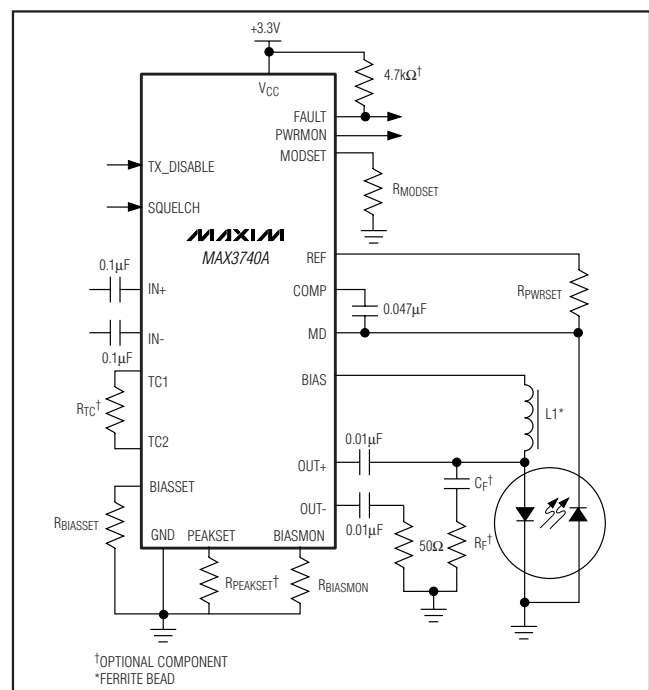 +3.3V
4.7kΩ†
VCC
FAULT
PWRMON
MODSET
TX_DISABLE
RMODSET
SQUELCH
MAXIM
MAX3740A
REF
0.1µF
IN+
COMP
RPWRSET
0.047µF
IN-
MD
0.1µF
TC1
BIAS
RTC†
L1*
TC2
0.01µF
OUT+
CF†
BIASSET
OUT-
RBIASSET
0.01µF
50Ω
RF†
GND
PEAKSET
BIASMON
RPEAKSET†
RBIASMON
†OPTIONAL COMPONENT
*FERRITE BEAD